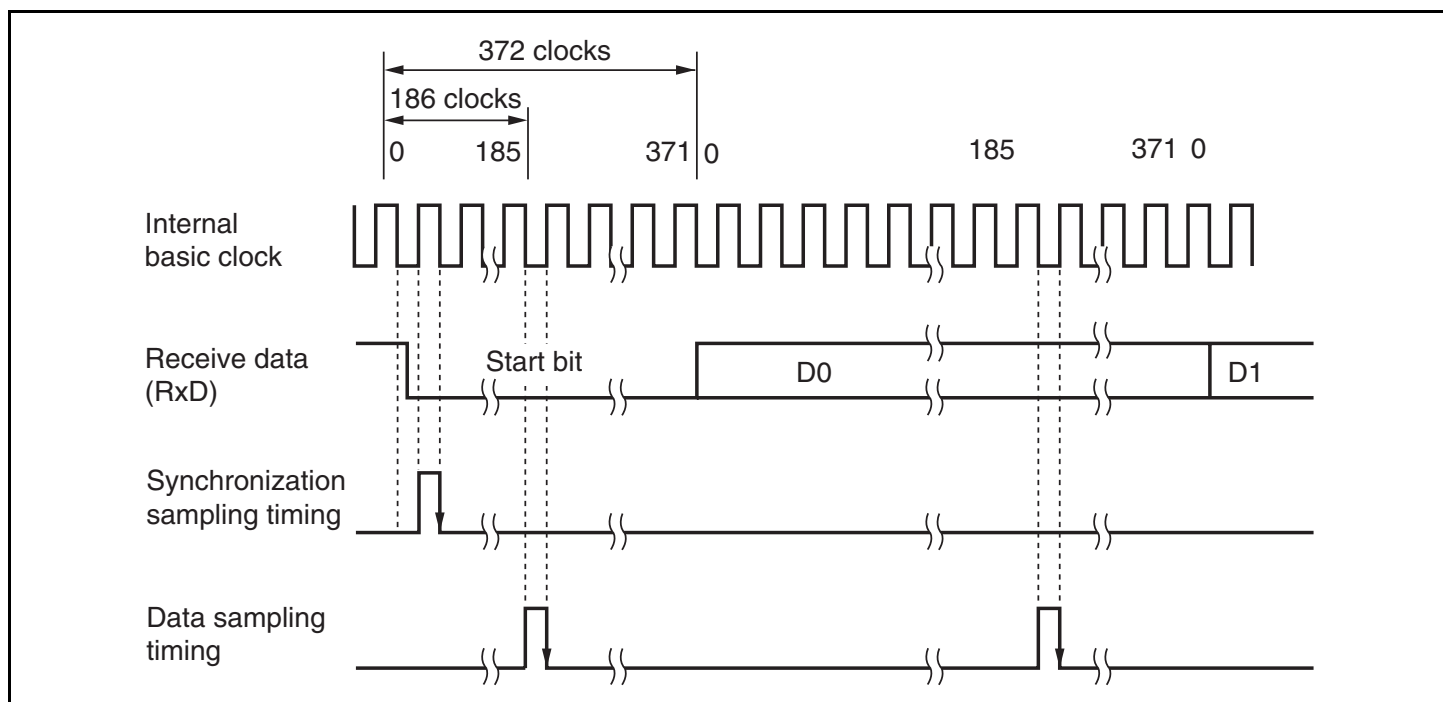 372 clocks
186 clocks
0 185 371 0 185 371 0
Internal
basic clock
Receive data
(RxD)
Start bit D0 D1
Synchronization
sampling timing
Data sampling
timing